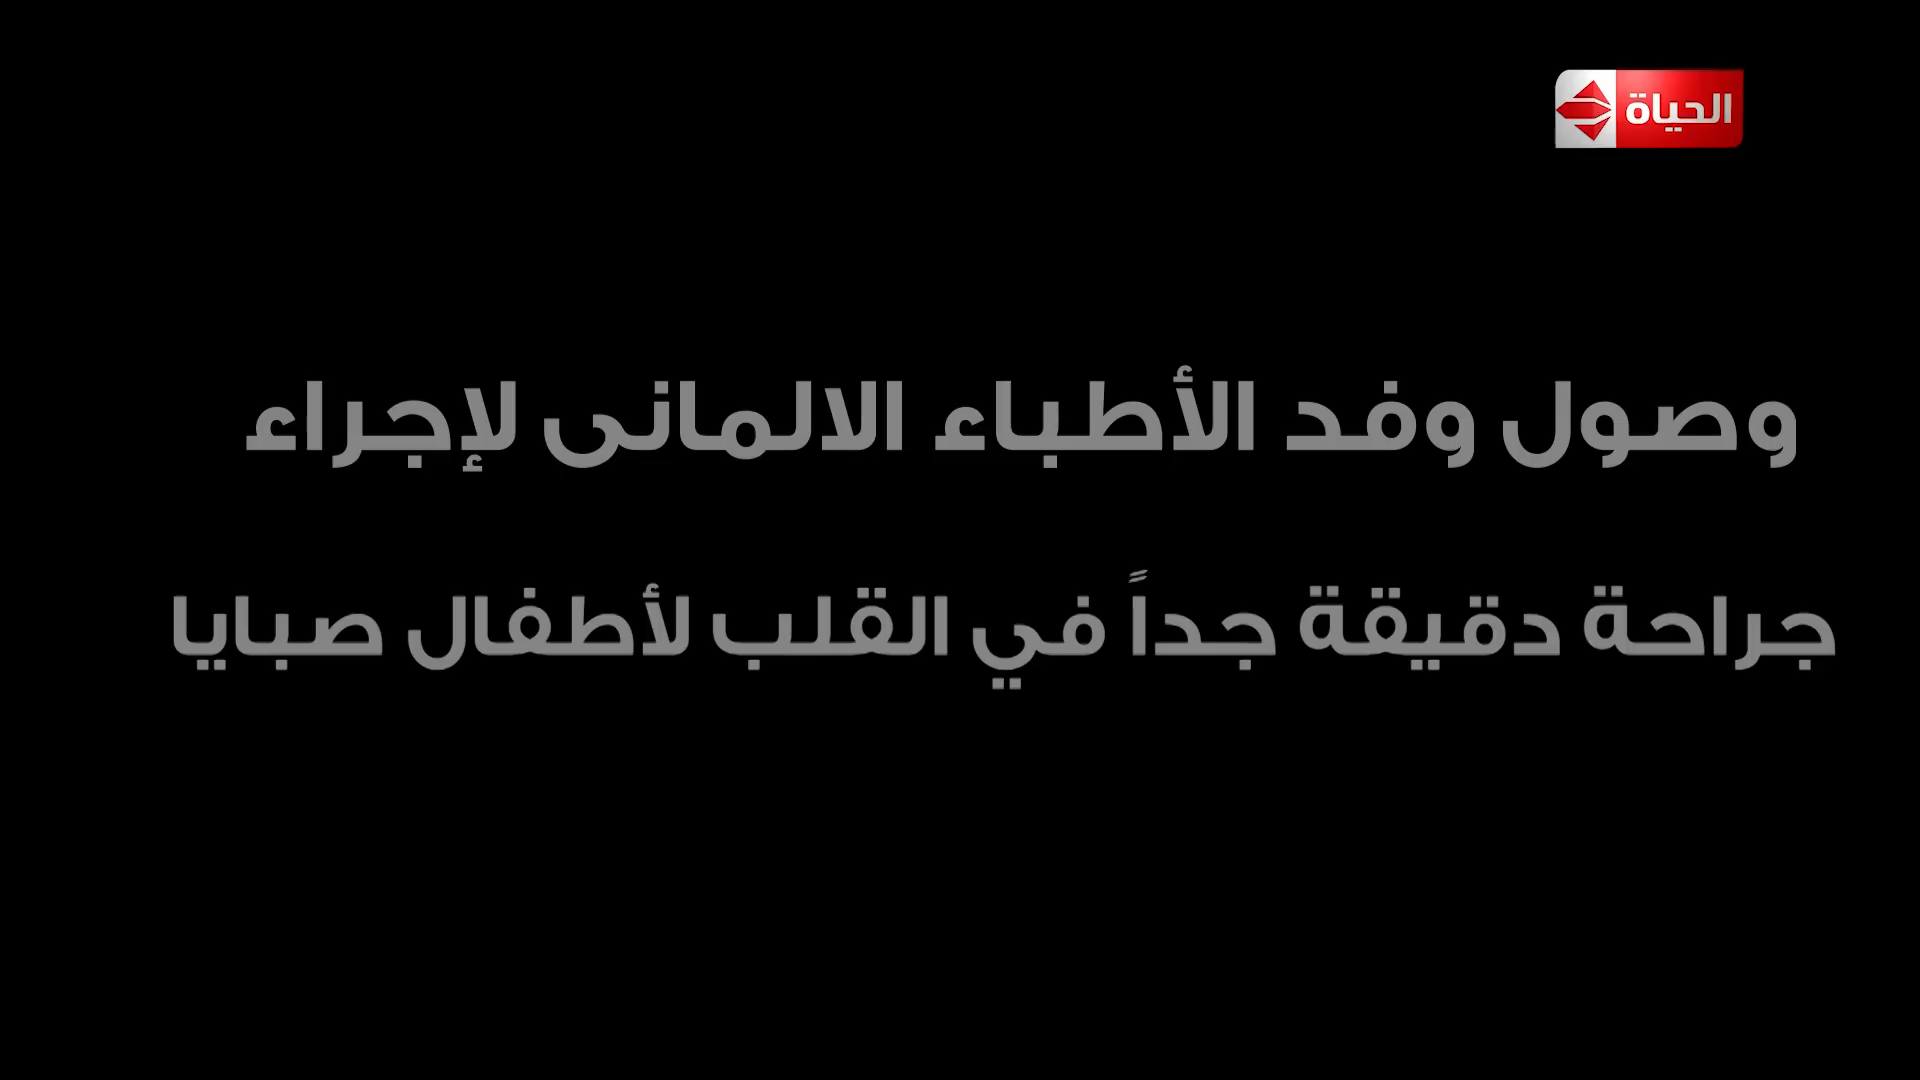 الحياة
وصول وفد الأطباء الالمانى لإجراء
جراحة دقيقة جداً في القلب لأطفال صبايا